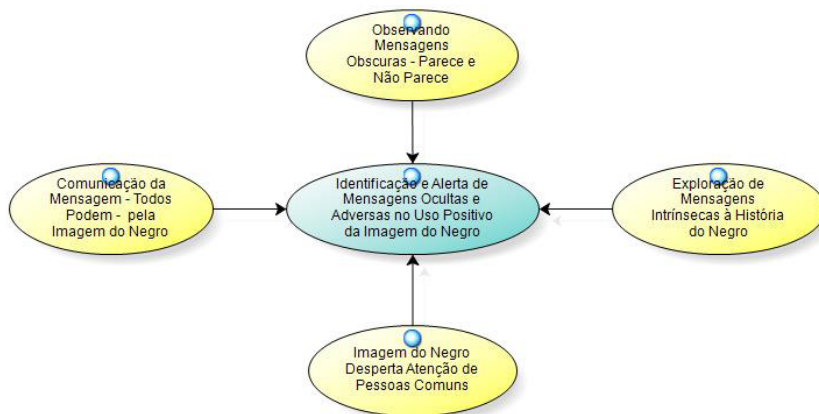 Observando
Mensagens
Obscuras - Parece e
Não Parece
Comunicação da
Mensagem - Todos
Podem - pela
Imagem do Negro
Identificação e Alerta de
Mensagens Ocultas e
Adversas no Uso Positivo
da Imagem do Negro
Exploração de
Mensagens
Intrínsecas à História
do Negro
Imagem do Negro
Desperta Atenção de
Pessoas Comuns